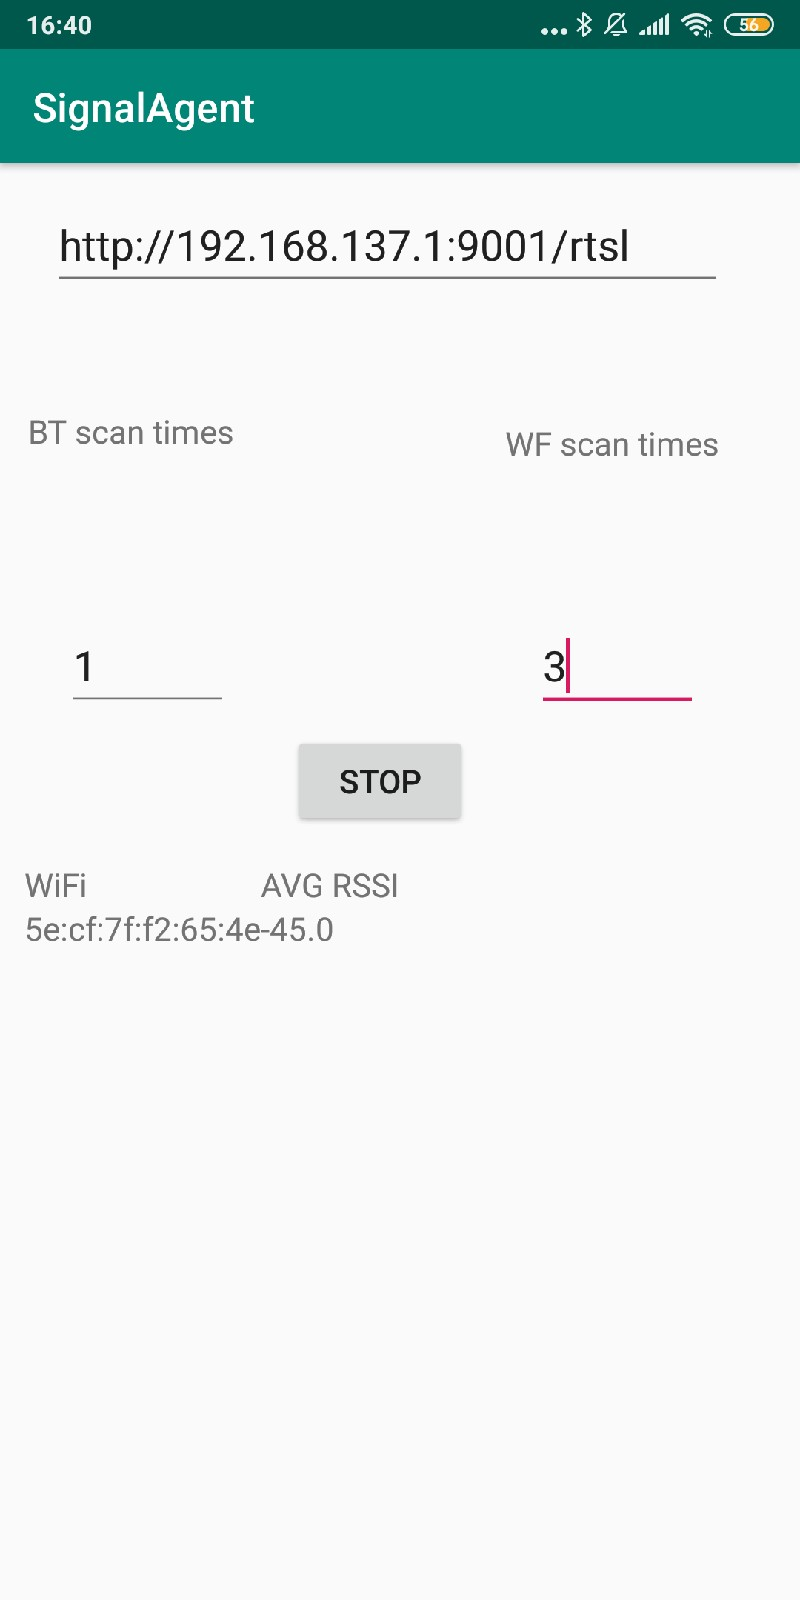 16:40
56
SignalAgent
http://192.168.137.1:9001/rtsl
BT scan times
WF scan times
1
3
STOP
WiFi AVG RSSI
5e:cf:7f:f2:65:4e-45.0